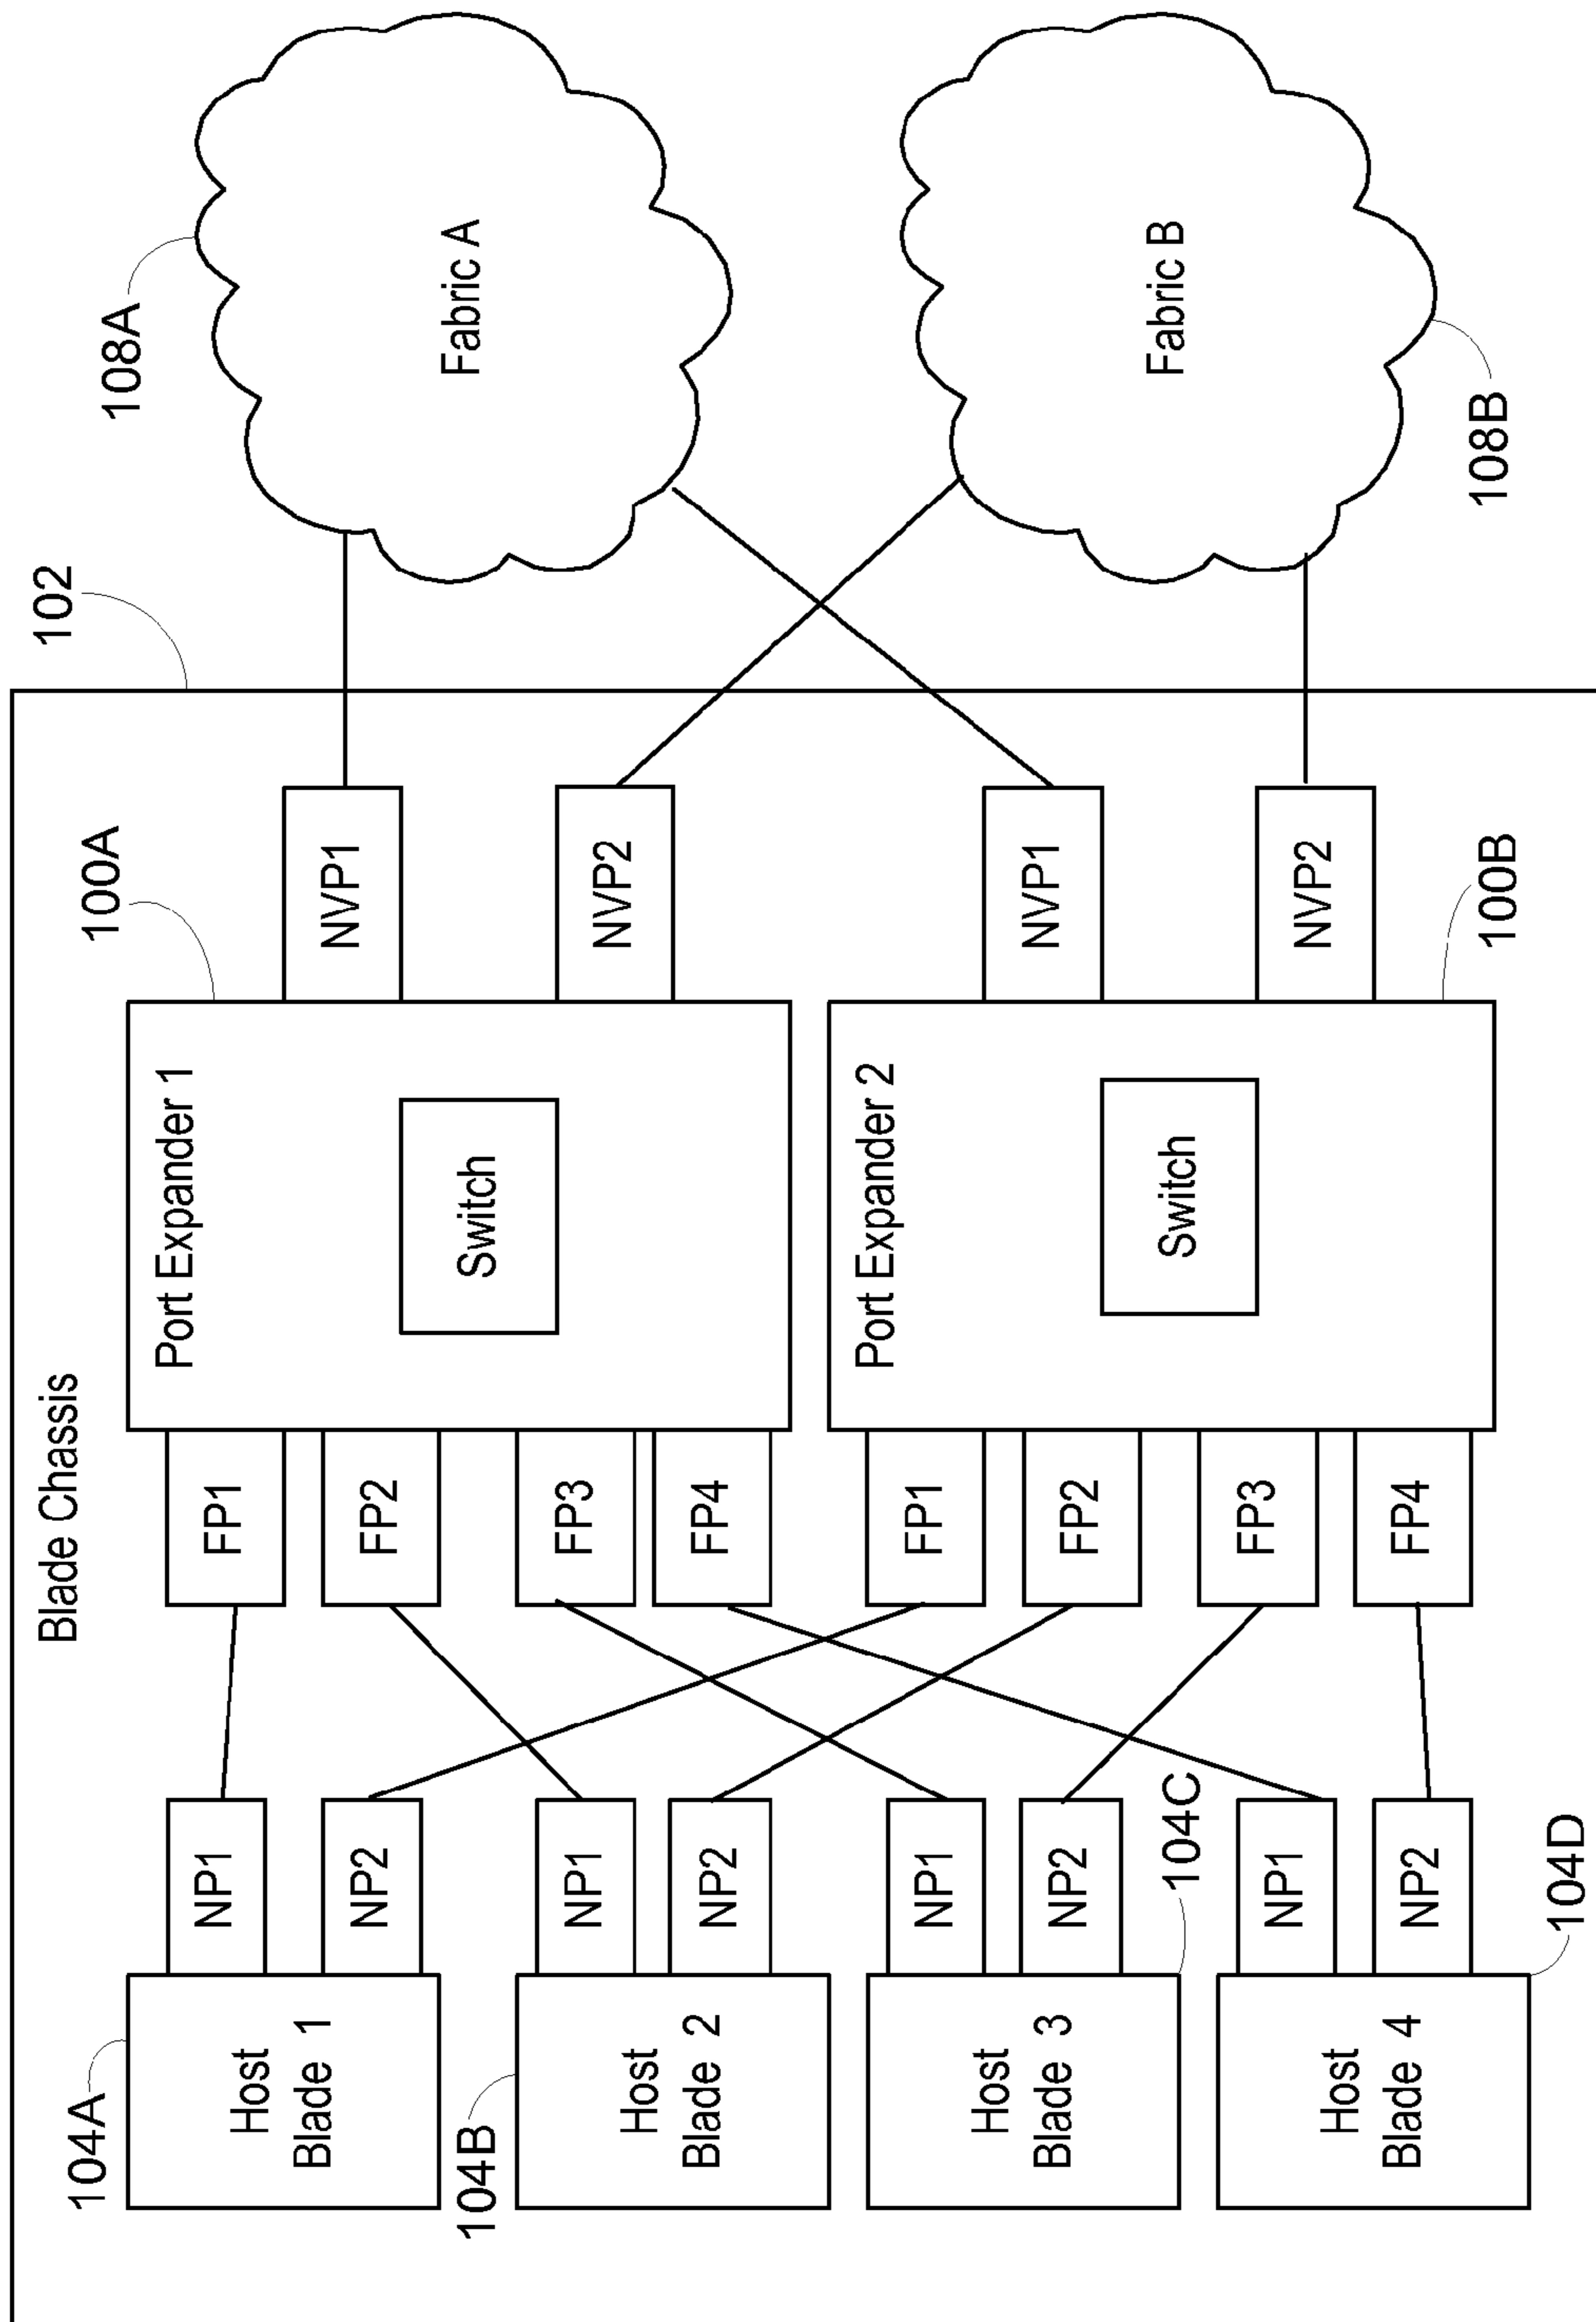 Blade Chassis
102
104A
Host
Blade 1
NP1
NP2
104B
Host
Blade 2
NP1
NP2
Host
Blade 3
NP1
NP2
104C
Host
Blade 4
NP1
NP2
104D
FP1
FP2
FP3
FP4
Port Expander 1
Switch
100A
NVP1
NVP2
FP1
FP2
FP3
FP4
Port Expander 2
Switch
100B
NVP1
NVP2
108A
Fabric A
Fabric B
108B